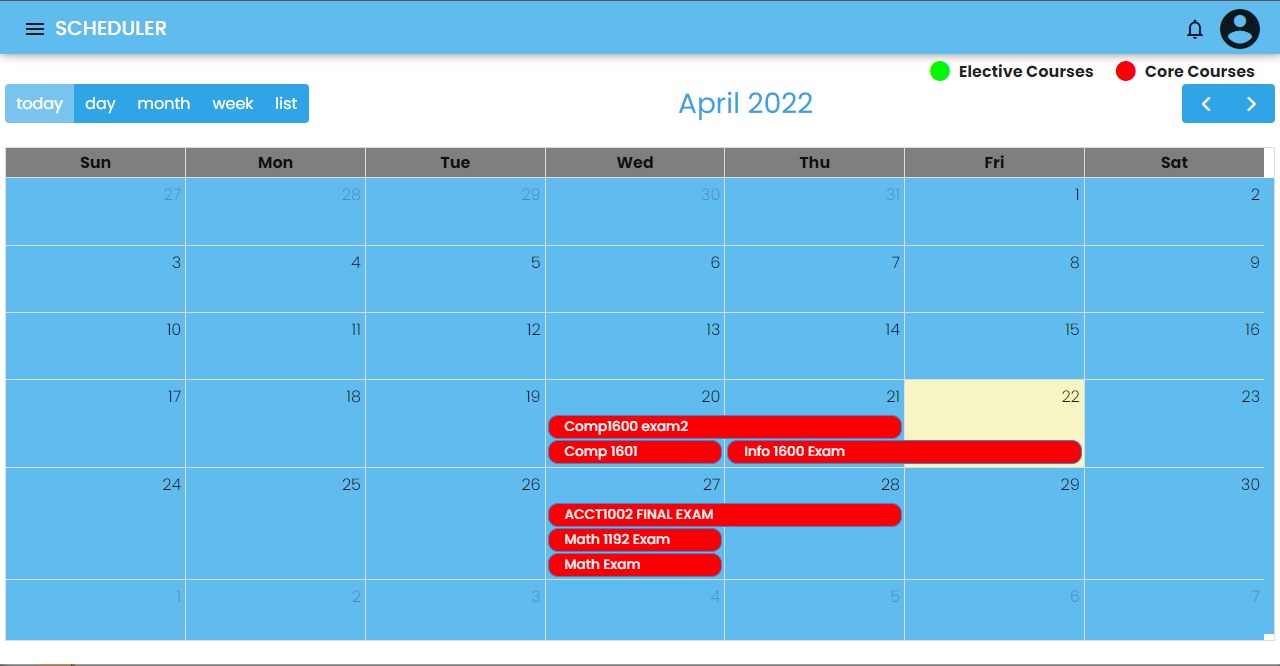 SCHEDULER
Elective Courses Core Courses
today day month week list April 2022
Sun Mon Tue Wed Thu Fri Sat
27 28 29 30 31 1 2
3 4 5 6 7 8 9
10 11 12 13 14 15 16
17 18 19 20 21 22 23
Comp1600 exam2
Comp 1601 Info 1600 Exam
24 25 26 27 28 29 30
ACCT1002 FINAL EXAM
Math 1192 Exam
Math Exam
1 2 3 4 5 6 7